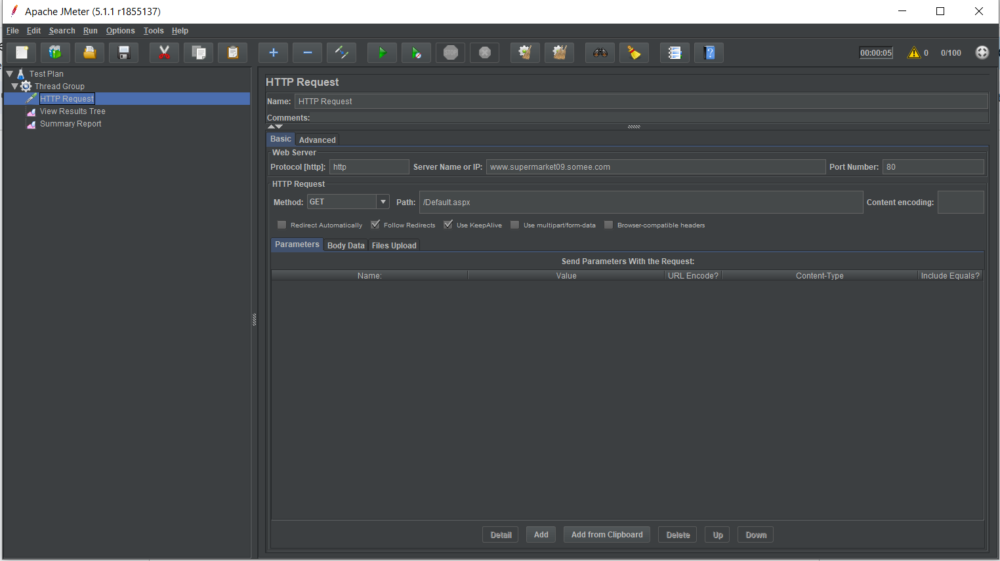 Apache JMeter (5.1.1 r1855137)
File Edit Search Run Options Tools Help
STOP 00:00:05 0 0/100
Test Plan
Thread Group
HTTP Request
View Results Tree
Summary Report
HTTP Request
Name: HTTP Request
Comments:
Basic Advanced
Web Server
Protocol [http]: http Server Name or IP: www.supermarket09.somee.com Port Number: 80
HTTP Request
Method: GET Path: /Default.aspx Content encoding:
Redirect Automatically Follow Redirects Use KeepAlive Use multipart/form-data Browser-compatible headers
Parameters Body Data Files Upload
Send Parameters With the Request:
Name: Value URL Encode? Content-Type Include Equals?
Detail Add Add from Clipboard Delete Up Down